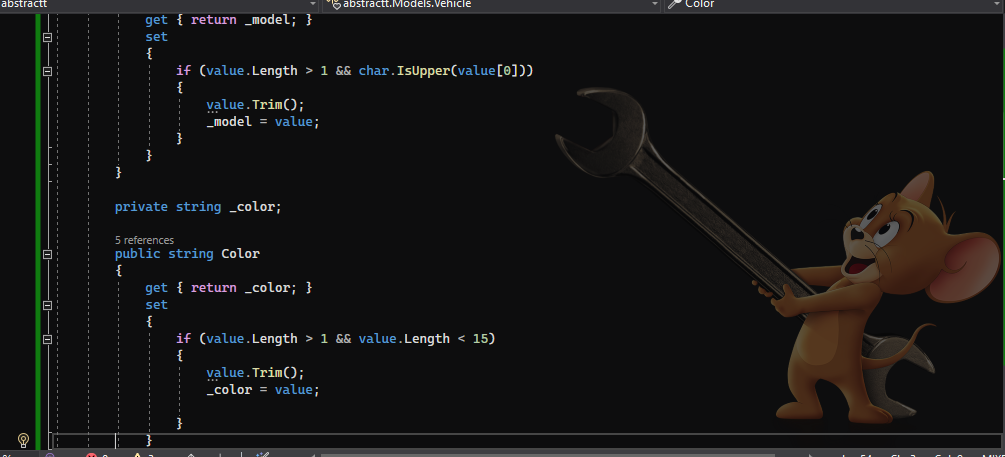 abstractt
abstractt.Models.Vehicle
Color
get { return _model; }
set
{
if (value.Length > 1 && char.IsUpper(value[0]))
{
value.Trim();
_model = value;
}
}
}
private string _color;
5 references
public string Color
{
get { return _color; }
set
{
if (value.Length > 1 && value.Length < 15)
{
value.Trim();
_color = value;
}
}